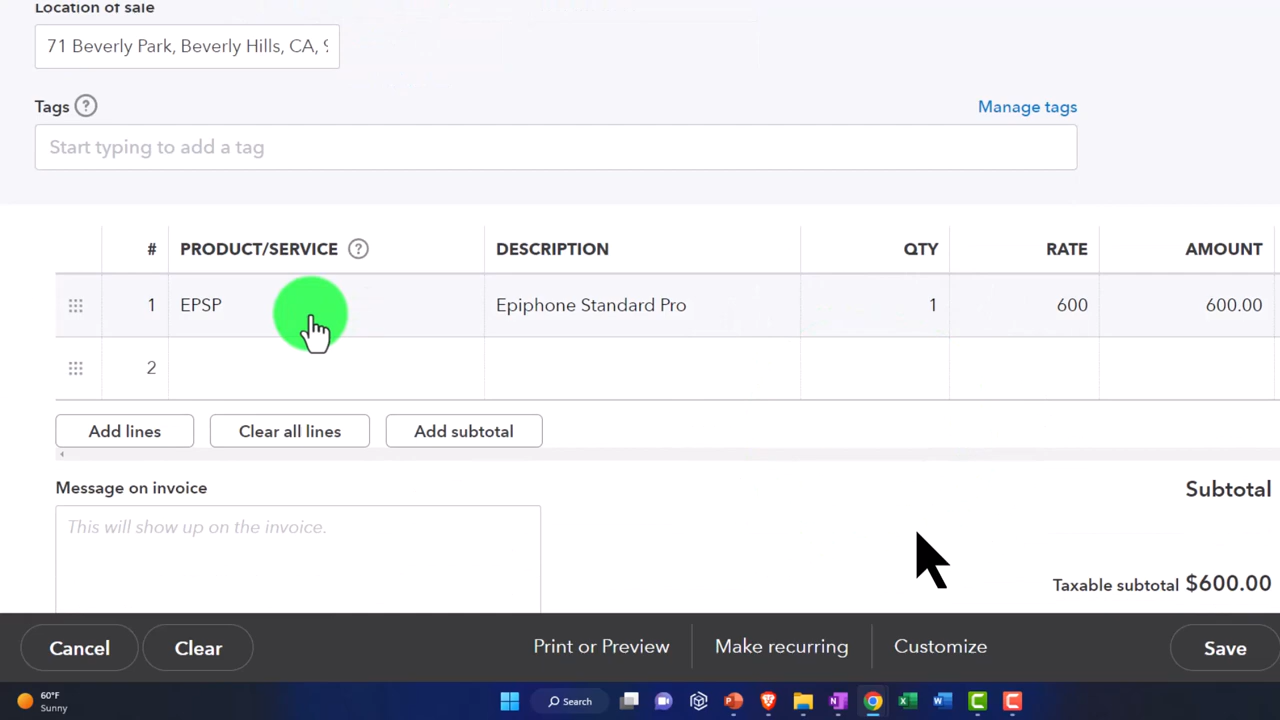 Location of sale
71 Beverly Park, Beverly Hills, CA,
Tags ?
Manage tags
Start typing to add a tag
# PRODUCT/SERVICE ? DESCRIPTION QTY RATE AMOUNT
1 EPSP Epiphone Standard Pro 1 600 600.00
2
Add lines Clear all lines Add subtotal
Message on invoice
Subtotal
This will show up on the invoice.
Taxable subtotal $600.00
Cancel Clear Print or Preview Make recurring Customize Save
60°F
Sunny
Search